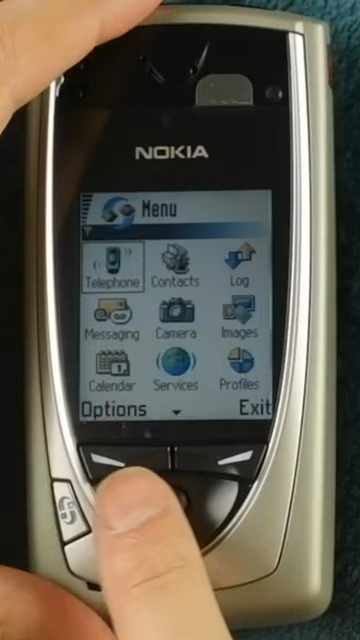 NOKIA
Menu
Telephone Contacts Log
Messaging Camera Images
Calendar Services Profiles
Options Exit